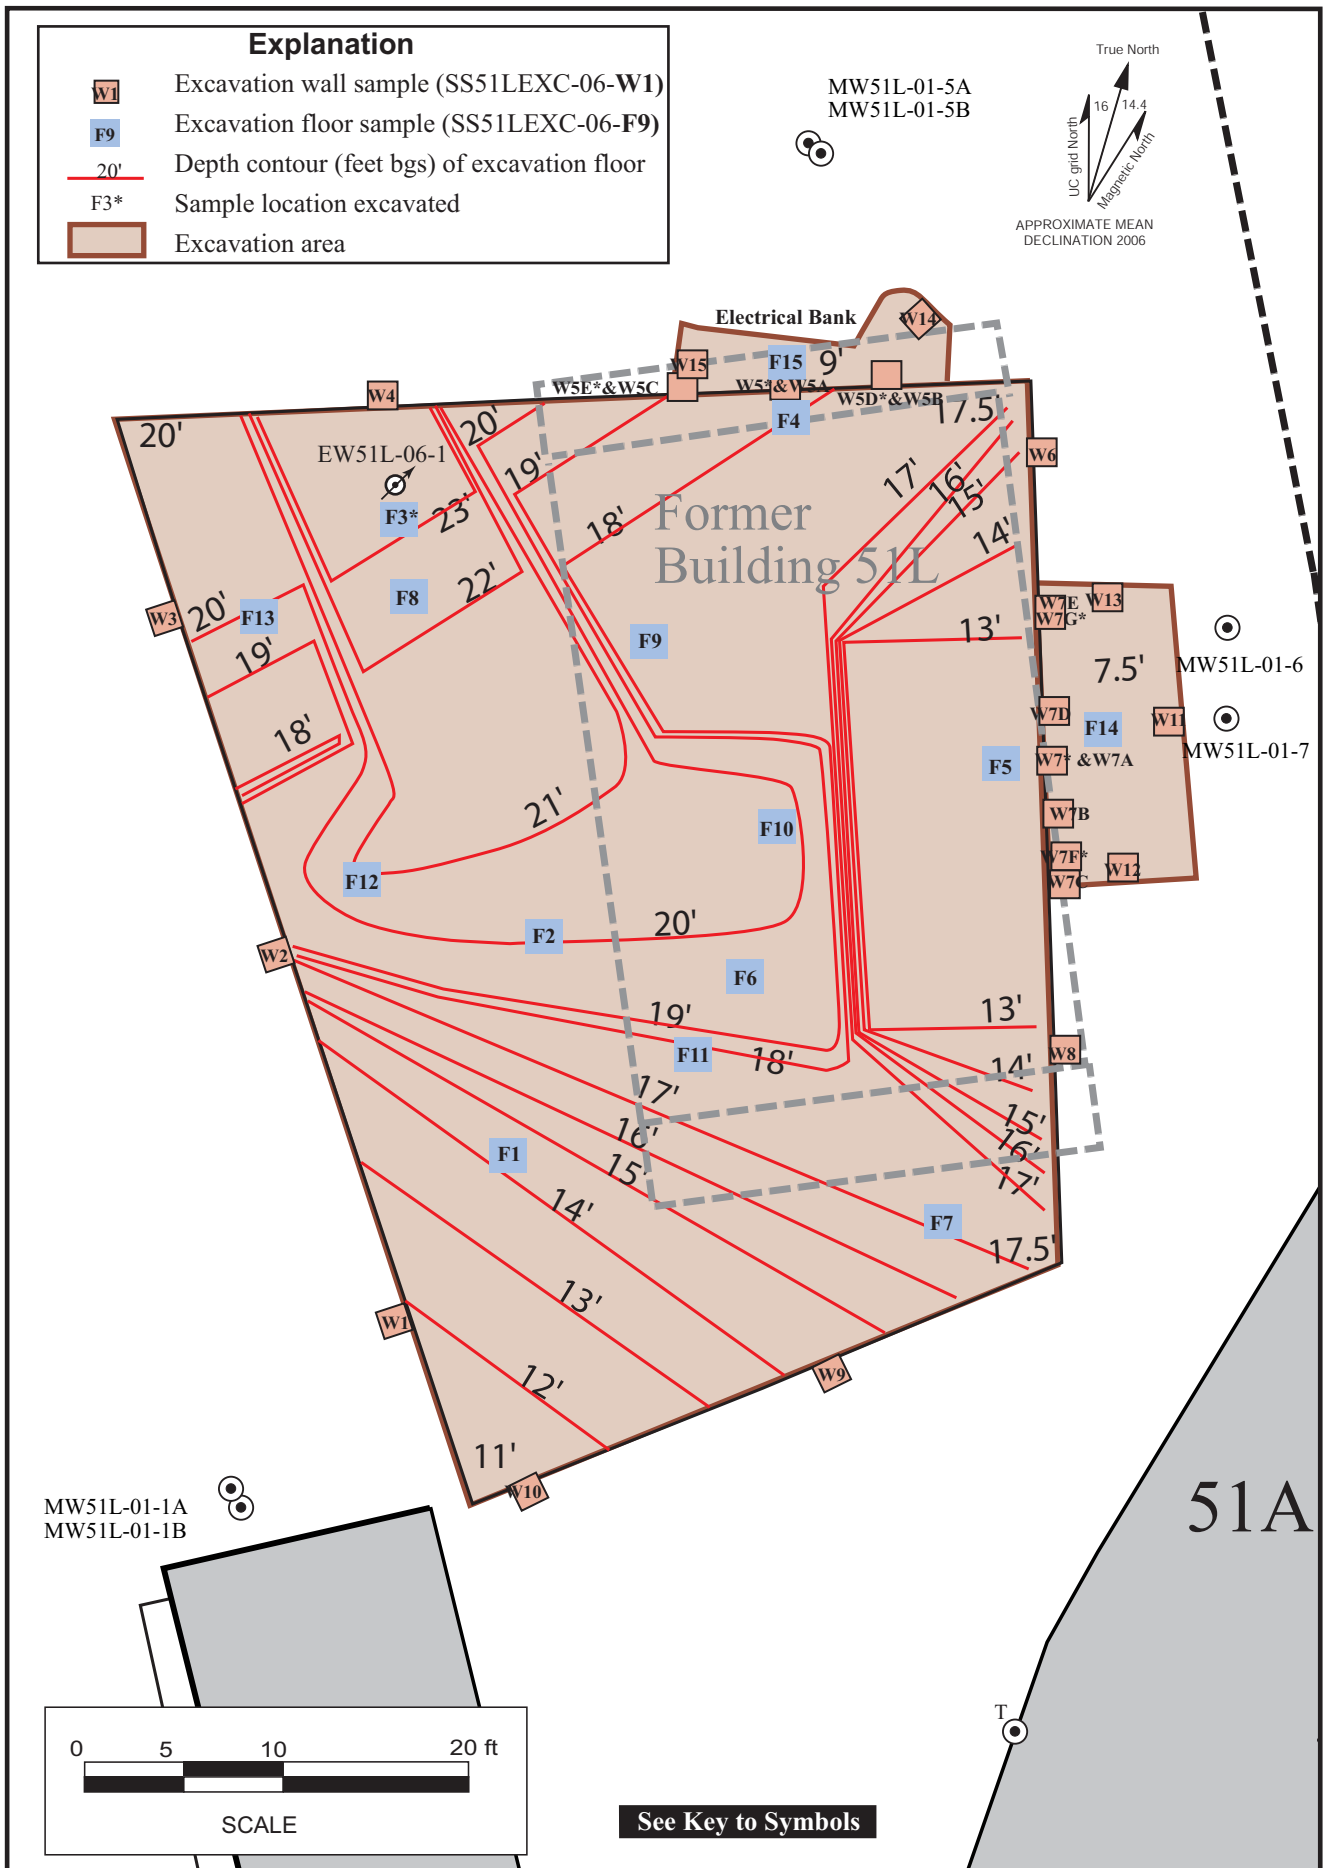 Explanation
W1 Excavation wall sample (SS51LEXC-06-W1)
F9 Excavation floor sample (SS51LEXC-06-F9)
20' Depth contour (feet bgs) of excavation floor
F3* Sample location excavated
Excavation area
MW51L-01-5A
MW51L-01-5B
True North
16 14.4
UC grid North
Magnetic North
APPROXIMATE MEAN
DECLINATION 2006
Electrical Bank
W14
W15
F15
9'
W5E*&W5C
W5*&W5A
W5D*&W5B
W4
F4
17.5'
20'
20'
EW51L-06-1
19'
W6
17'
16'
15'
F3*
23'
18'
14'
Former
Building 51L
22'
F8
W3
20'
F13
F9
13'
W7E
W7G*
W13
MW51L-01-6
19'
7.5'
W7D
F14
W11
MW51L-01-7
18'
F5
W7* &W7A
21'
F10
W7B
W7F*
W7C
W12
F12
20'
F2
W2
F6
19'
13'
F11
18'
W8
14'
17'
16'
15'
15'
16'
17'
F1
14'
F7
17.5'
13'
W1
12'
W9
11'
W10
MW51L-01-1A
MW51L-01-1B
51A
T
0 5 10 20 ft
SCALE
See Key to Symbols